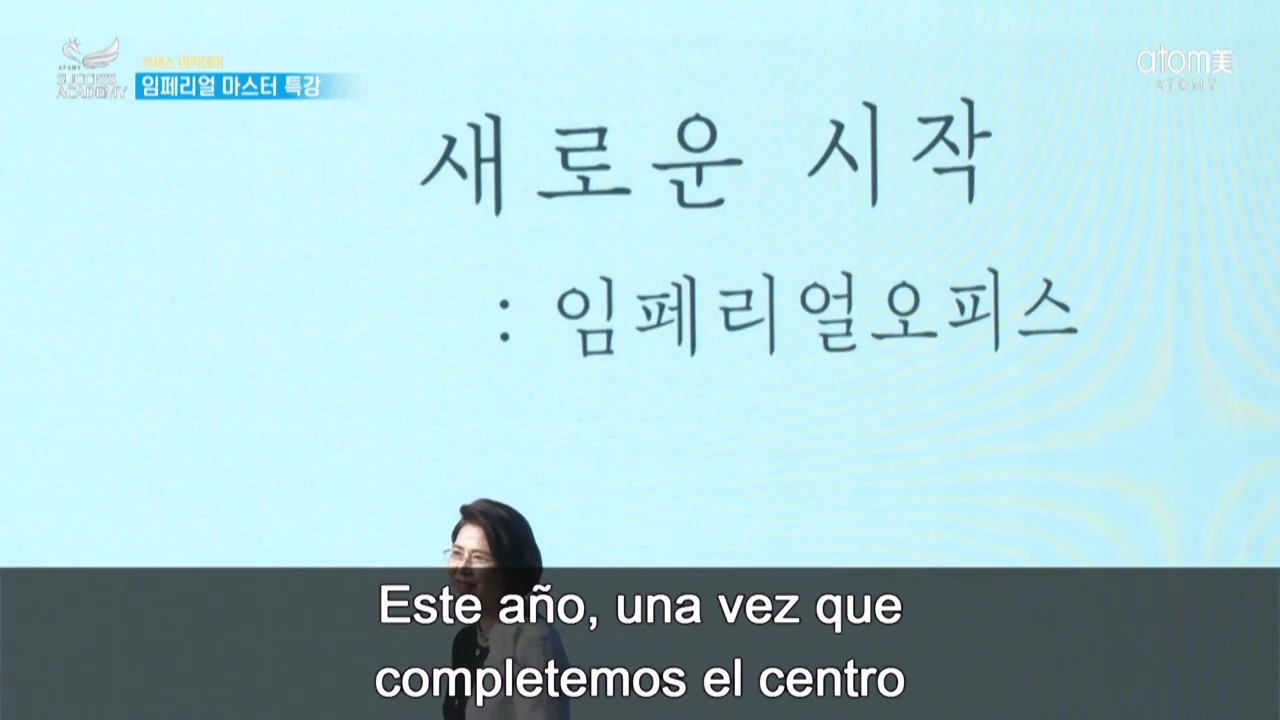 석세스 아카데미
임페리얼 마스터 특강
ATOMY
SUCCESS
ACADEMY
atom美
ATOMY
새로운 시작
: 임페리얼오피스
Este año, una vez que
completemos el centro